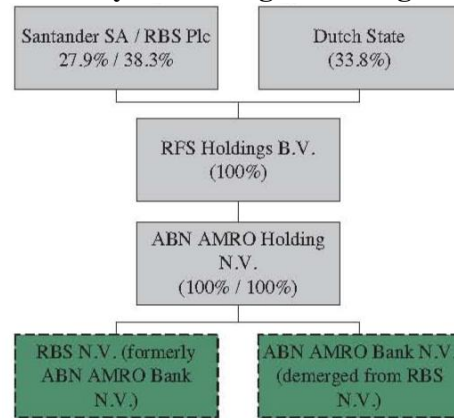 Santander SA / RBS Plc
27.9% / 38.3%
Dutch State
(33.8%)
RFS Holdings B.V.
(100%)
ABN AMRO Holding
N.V.
(100% / 100%)
RBS N.V. (formerly
ABN AMRO Bank
N.V.)
ABN AMRO Bank N.V.
(demerged from RBS
N.V.)